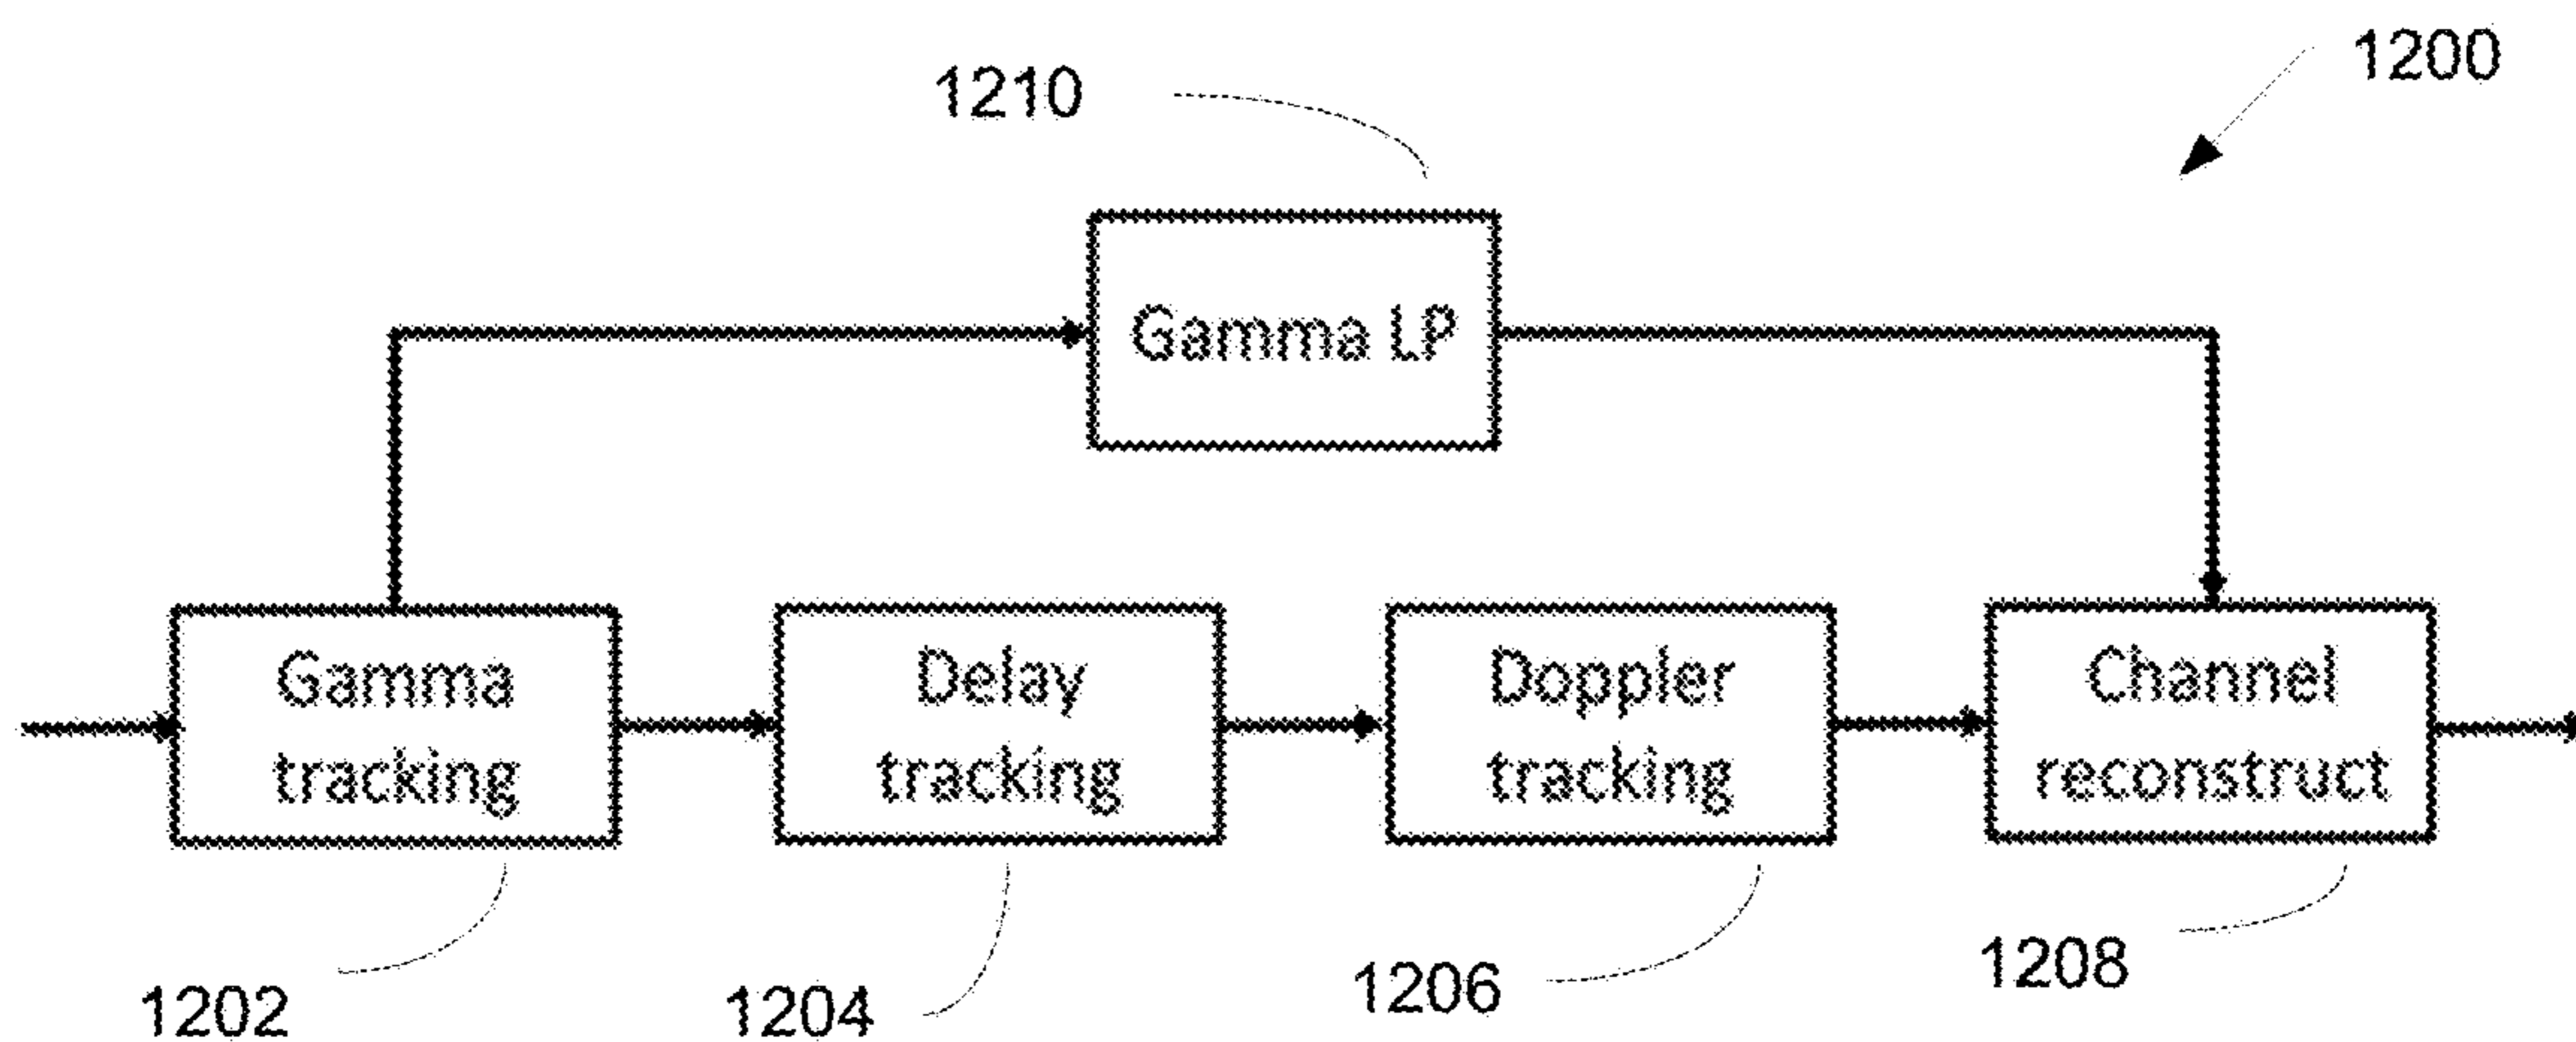 1200
1210
Gamma LP
Gamma
tracking
Delay
tracking
Doppler
tracking
Channel
reconstruct
1202
1204
1206
1208